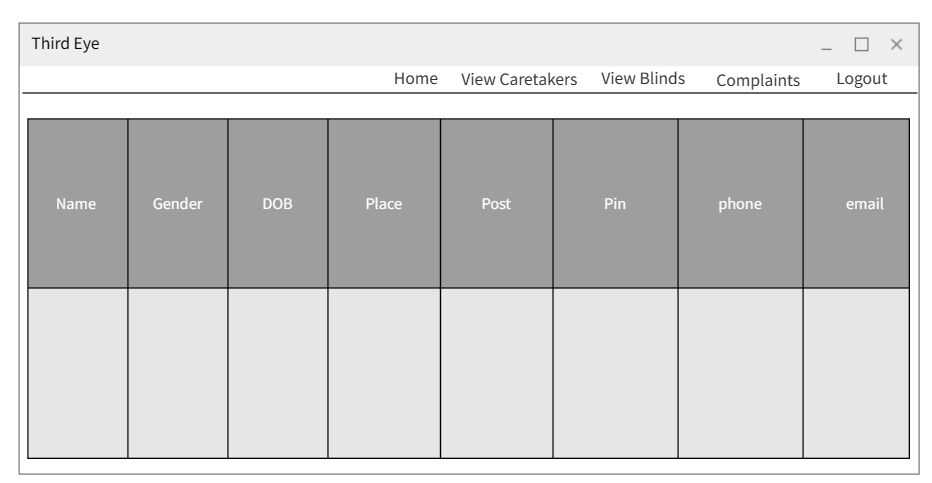 Third Eye
Home View Caretakers View Blinds Complaints Logout
Name Gender DOB Place Post Pin phone email